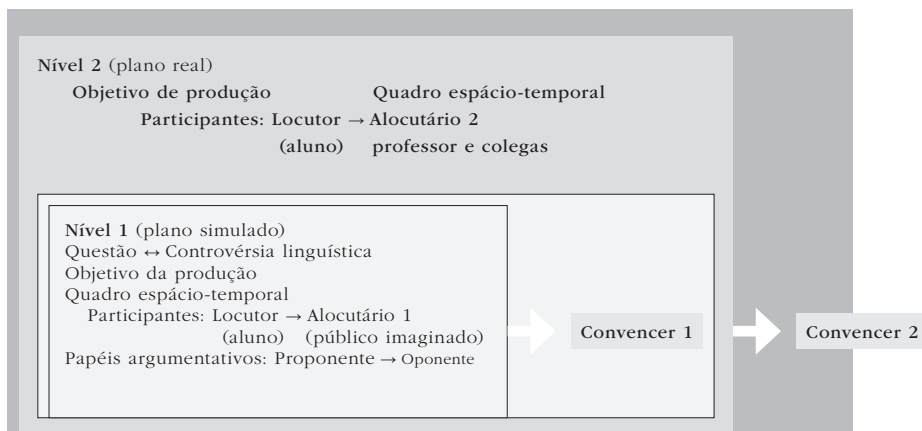 Nível 2 (plano real)
Objetivo de produção Quadro espácio-temporal
Participantes: Locutor → Alocutário 2
(aluno) professor e colegas
Nível 1 (plano simulado)
Questão ↔ Controvérsia linguística
Objetivo da produção
Quadro espácio-temporal
Participantes: Locutor → Alocutário 1
(aluno) (público imaginado)
Papéis argumentativos: Proponente → Oponente
Convencer 1
Convencer 2